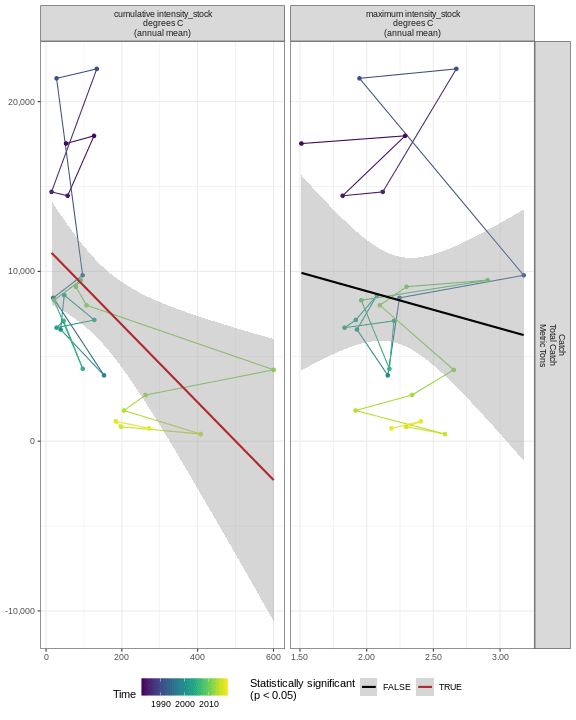 cumulative intensity_stock
degrees C
(annual mean)
maximum intensity_stock
degrees C
(annual mean)
20,000
10,000
0
-10,000
Catch
Total Catch
Metric Tons
0
200
400
600
1.50
2.00
2.50
3.00
Time
1990 2000 2010
Statistically significant
(p < 0.05)
FALSE
TRUE